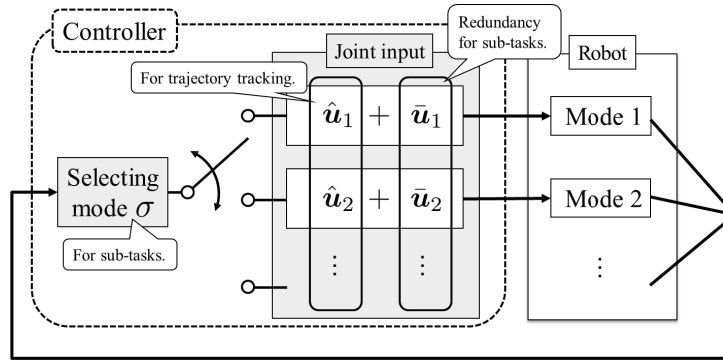 Controller
Joint input
Redundancy
for sub-tasks.
Robot
For trajectory tracking.
û₁ + ū₁
Mode 1
Selecting
mode σ
û₂ + ū₂
Mode 2
For sub-tasks.
⋮ ⋮ ⋮